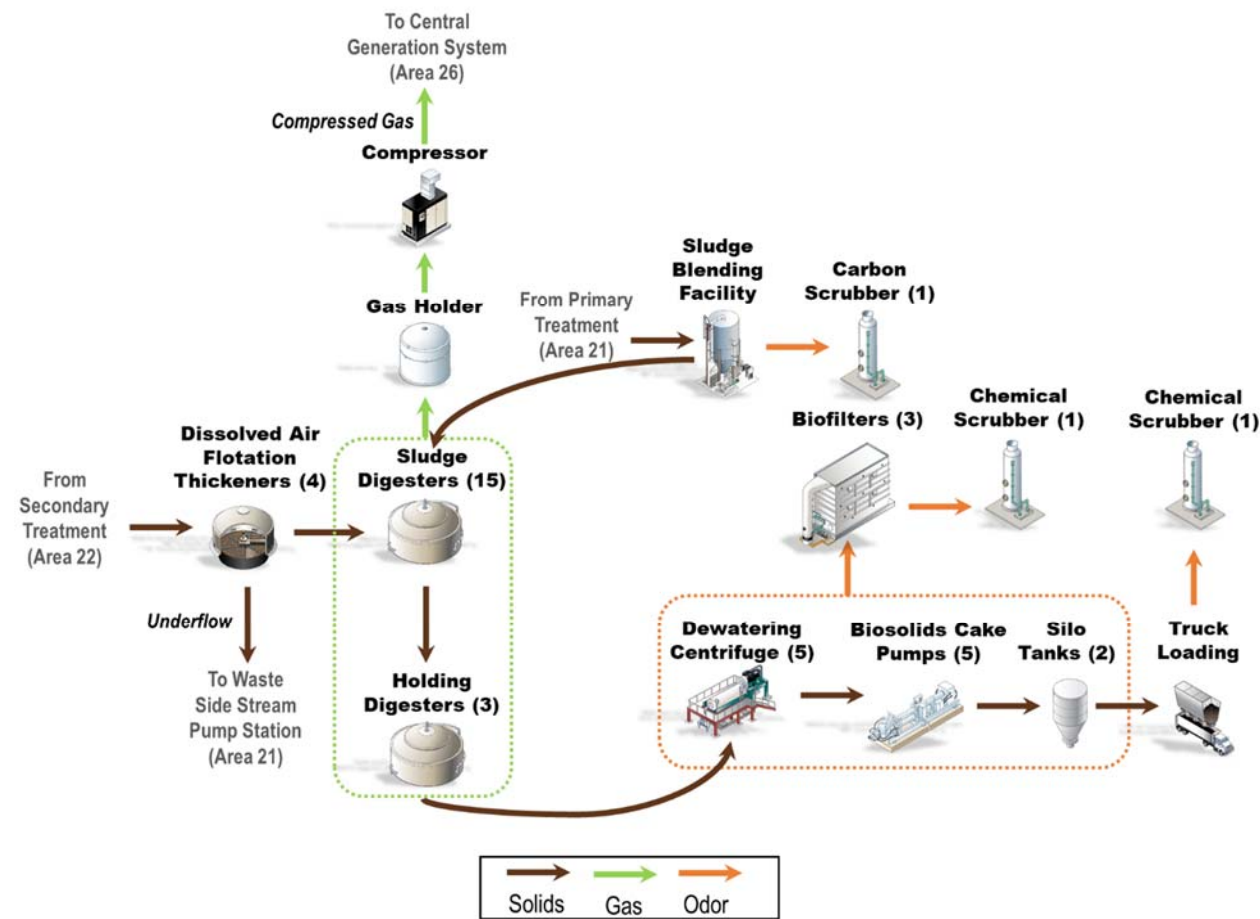 To Central
Generation System
(Area 26)
Compressed Gas
Compressor
Gas Holder
Sludge
Blending
Facility
Carbon
Scrubber (1)
From Primary
Treatment
(Area 21)
Dissolved Air
Flotation
Thickeners (4)
Sludge
Digesters (15)
Biofilters (3)
Chemical
Scrubber (1)
Chemical
Scrubber (1)
From
Secondary
Treatment
(Area 22)
Underflow
To Waste
Side Stream
Pump Station
(Area 21)
Holding
Digesters (3)
Dewatering
Centrifuge (5)
Biosolids Cake
Pumps (5)
Silo
Tanks (2)
Truck
Loading
Solids
Gas
Odor